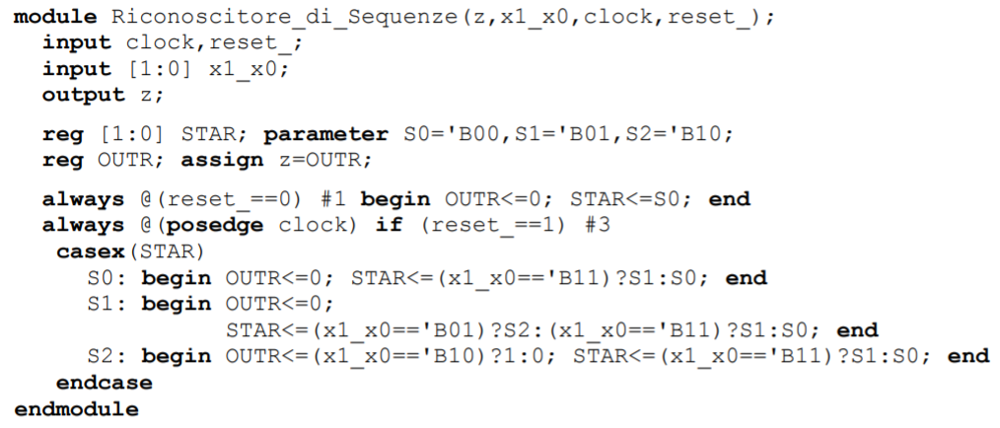 module Riconoscitore_di_Sequenze(z,x1_x0,clock,reset_);
input clock,reset_;
input [1:0] x1_x0;
output z;
reg [1:0] STAR; parameter S0='B00,S1='B01,S2='B10;
reg OUTR; assign z=OUTR;
always @(reset_==0) #1 begin OUTR<=0; STAR<=S0; end
always @(posedge clock) if (reset_==1) #3
casex(STAR)
S0: begin OUTR<=0; STAR<=(x1_x0=='B11)?S1:S0; end
S1: begin OUTR<=0;
STAR<=(x1_x0=='B01)?S2:(x1_x0=='B11)?S1:S0; end
S2: begin OUTR<=(x1_x0=='B10)?1:0; STAR<=(x1_x0=='B11)?S1:S0; end
endcase
endmodule